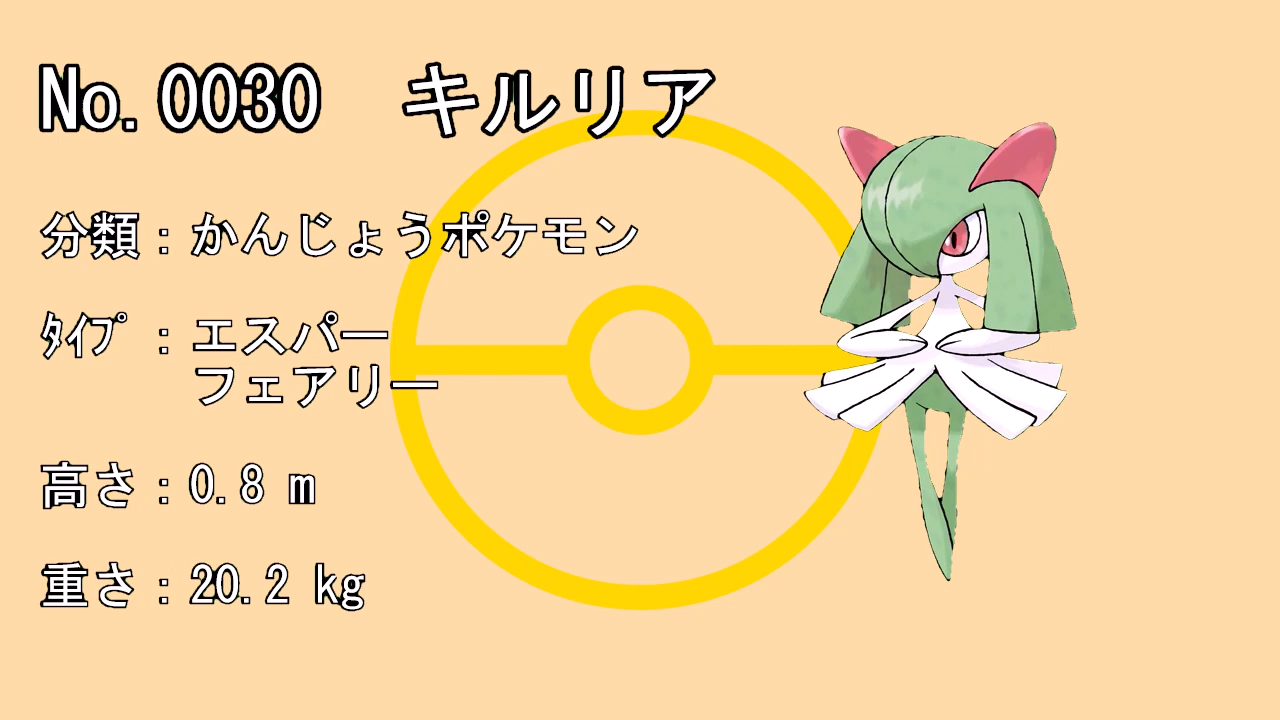 No.0030　キルリア
分類：かんじょうポケモン
ﾀｲﾌﾟ：エスパー
フェアリー
高さ：0.8 m
重さ：20.2 kg